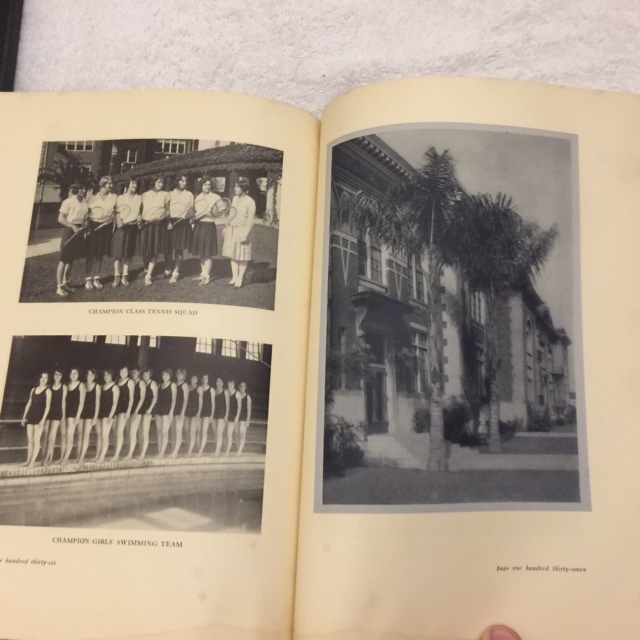 CHAMPION CLASS TENNIS SQUAD
CHAMPION GIRLS' SWIMMING TEAM
hundred thirty-six
page one hundred thirty-seven